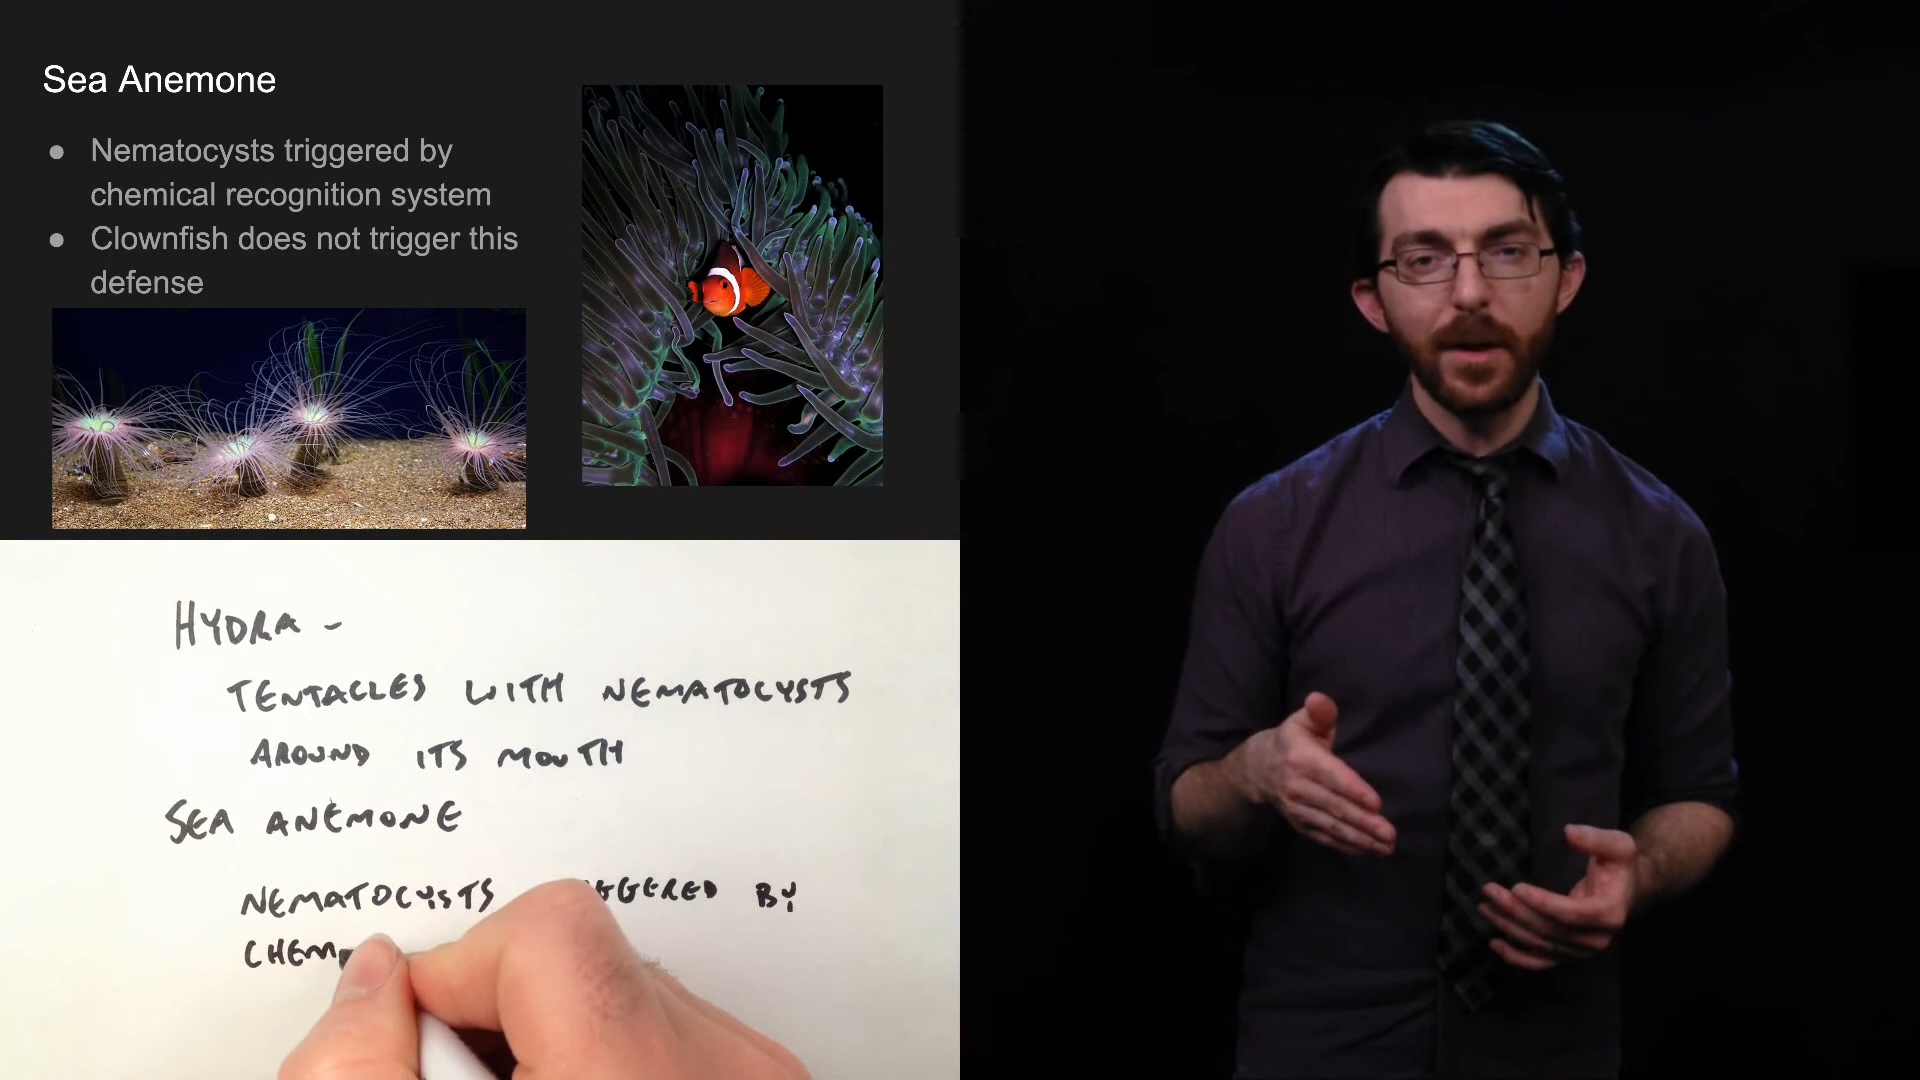 Sea Anemone
● Nematocysts triggered by
chemical recognition system
● Clownfish does not trigger this
defense
HYDRA -
TENTACLES WITH NEMATOCYSTS
AROUND ITS MOUTH
SEA ANEMONE
NEMATOCYSTS GGERED BY
CHEM